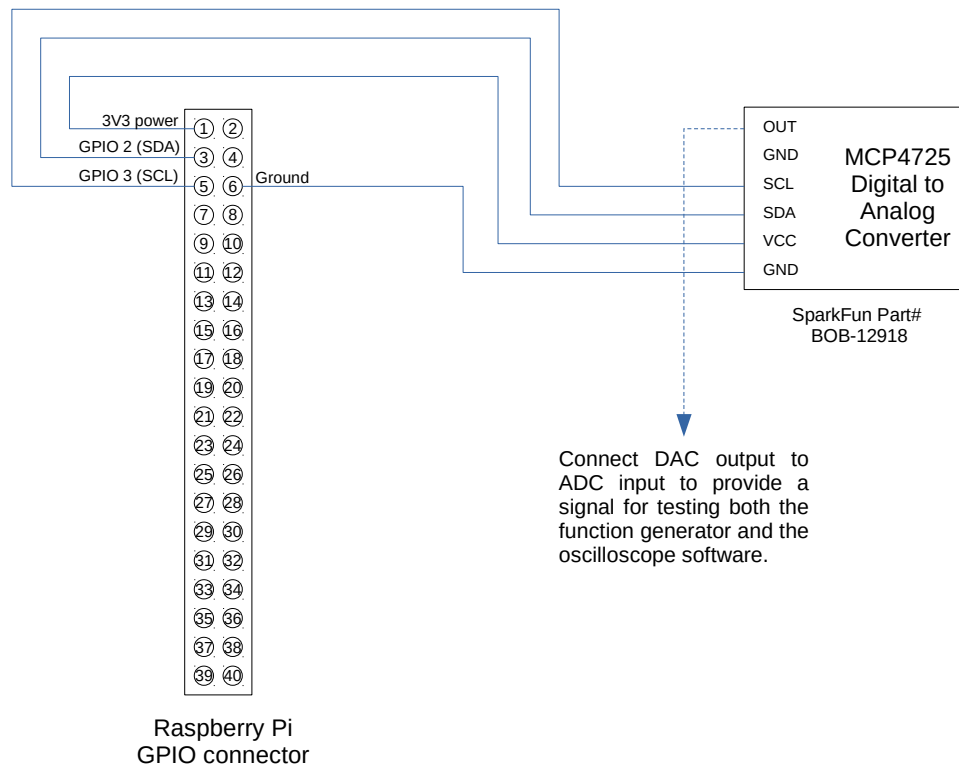 3V3 power
1 2
GPIO 2 (SDA)
3 4
GPIO 3 (SCL)
5 6
Ground
7 8
9 10
11 12
13 14
15 16
17 18
19 20
21 22
23 24
25 26
27 28
29 30
31 32
33 34
35 36
37 38
39 40
Raspberry Pi
GPIO connector
OUT
GND
SCL
SDA
VCC
GND
MCP4725
Digital to
Analog
Converter
SparkFun Part#
BOB-12918
Connect DAC output to
ADC input to provide a
signal for testing both the
function generator and the
oscilloscope software.